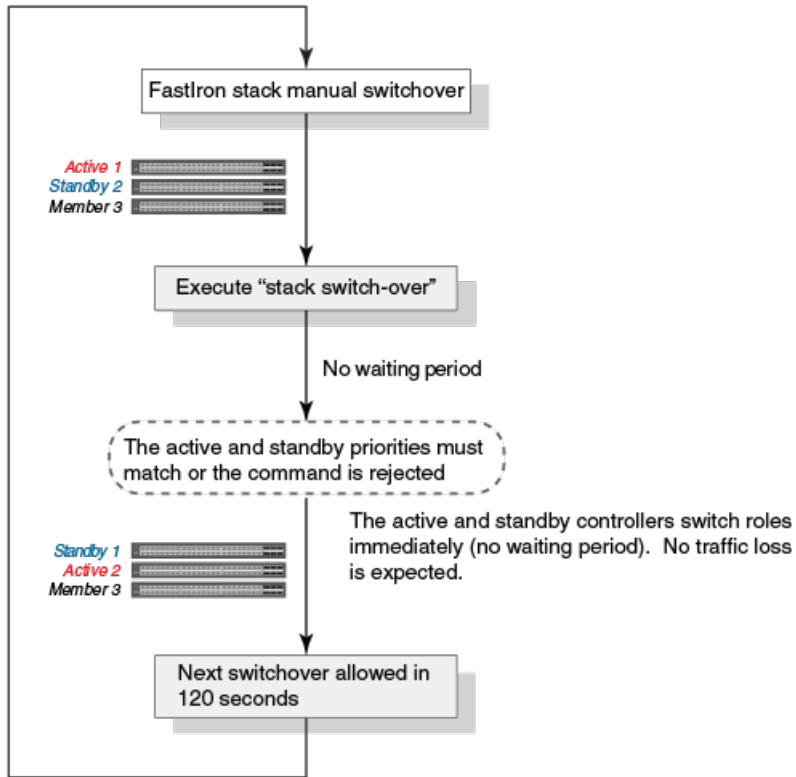 FastIron stack manual switchover
Active 1
Standby 2
Member 3
Execute “stack switch-over”
No waiting period
The active and standby priorities must
match or the command is rejected
The active and standby controllers switch roles
immediately (no waiting period).  No traffic loss
is expected.
Standby 1
Active 2
Member 3
Next switchover allowed in
120 seconds